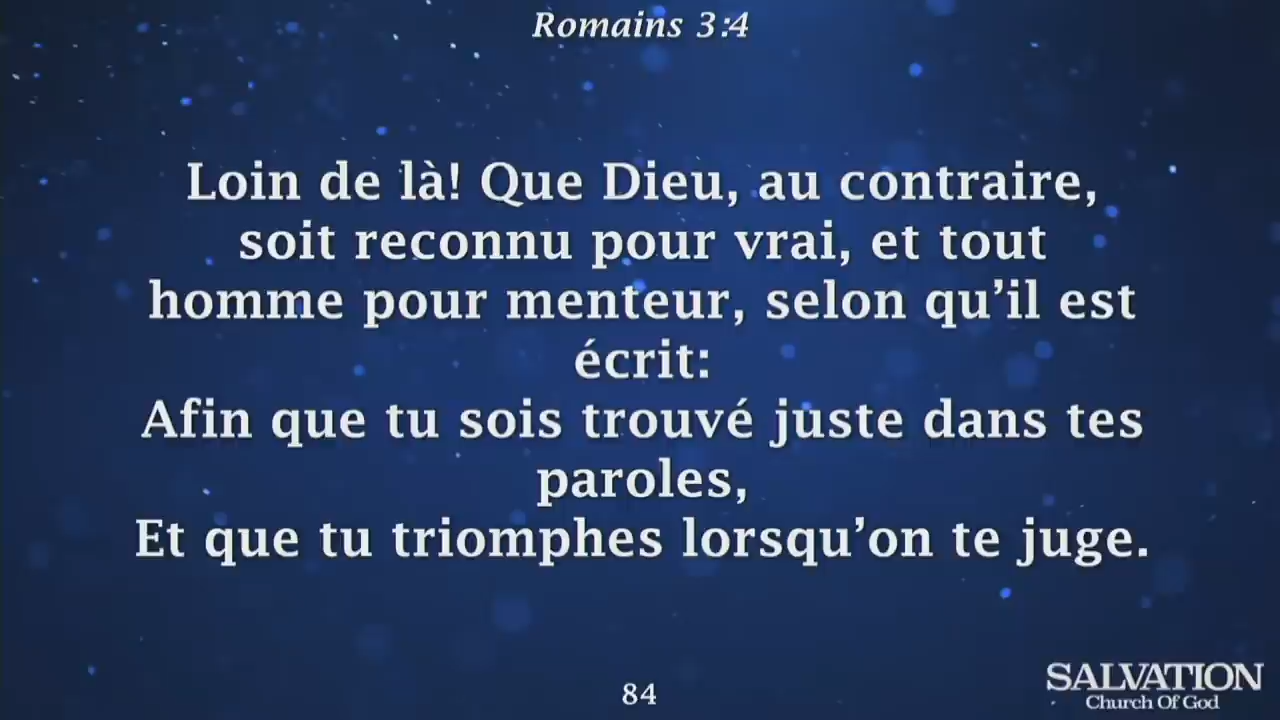 Romains 3:4
Loin de là! Que Dieu, au contraire,
soit reconnu pour vrai, et tout
homme pour menteur, selon qu’il est
écrit:
Afin que tu sois trouvé juste dans tes
paroles,
Et que tu triomphes lorsqu’on te juge.
84
SALVATION
Church Of God